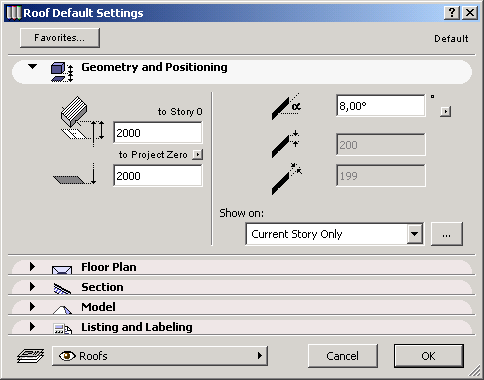 Roof Default Settings
Favorites...
Default
Geometry and Positioning
to Story 0
2000
to Project Zero
2000
α
8,00°
°
200
199
Show on:
Current Story Only
...
Floor Plan
Section
Model
Listing and Labeling
Roofs
Cancel
OK